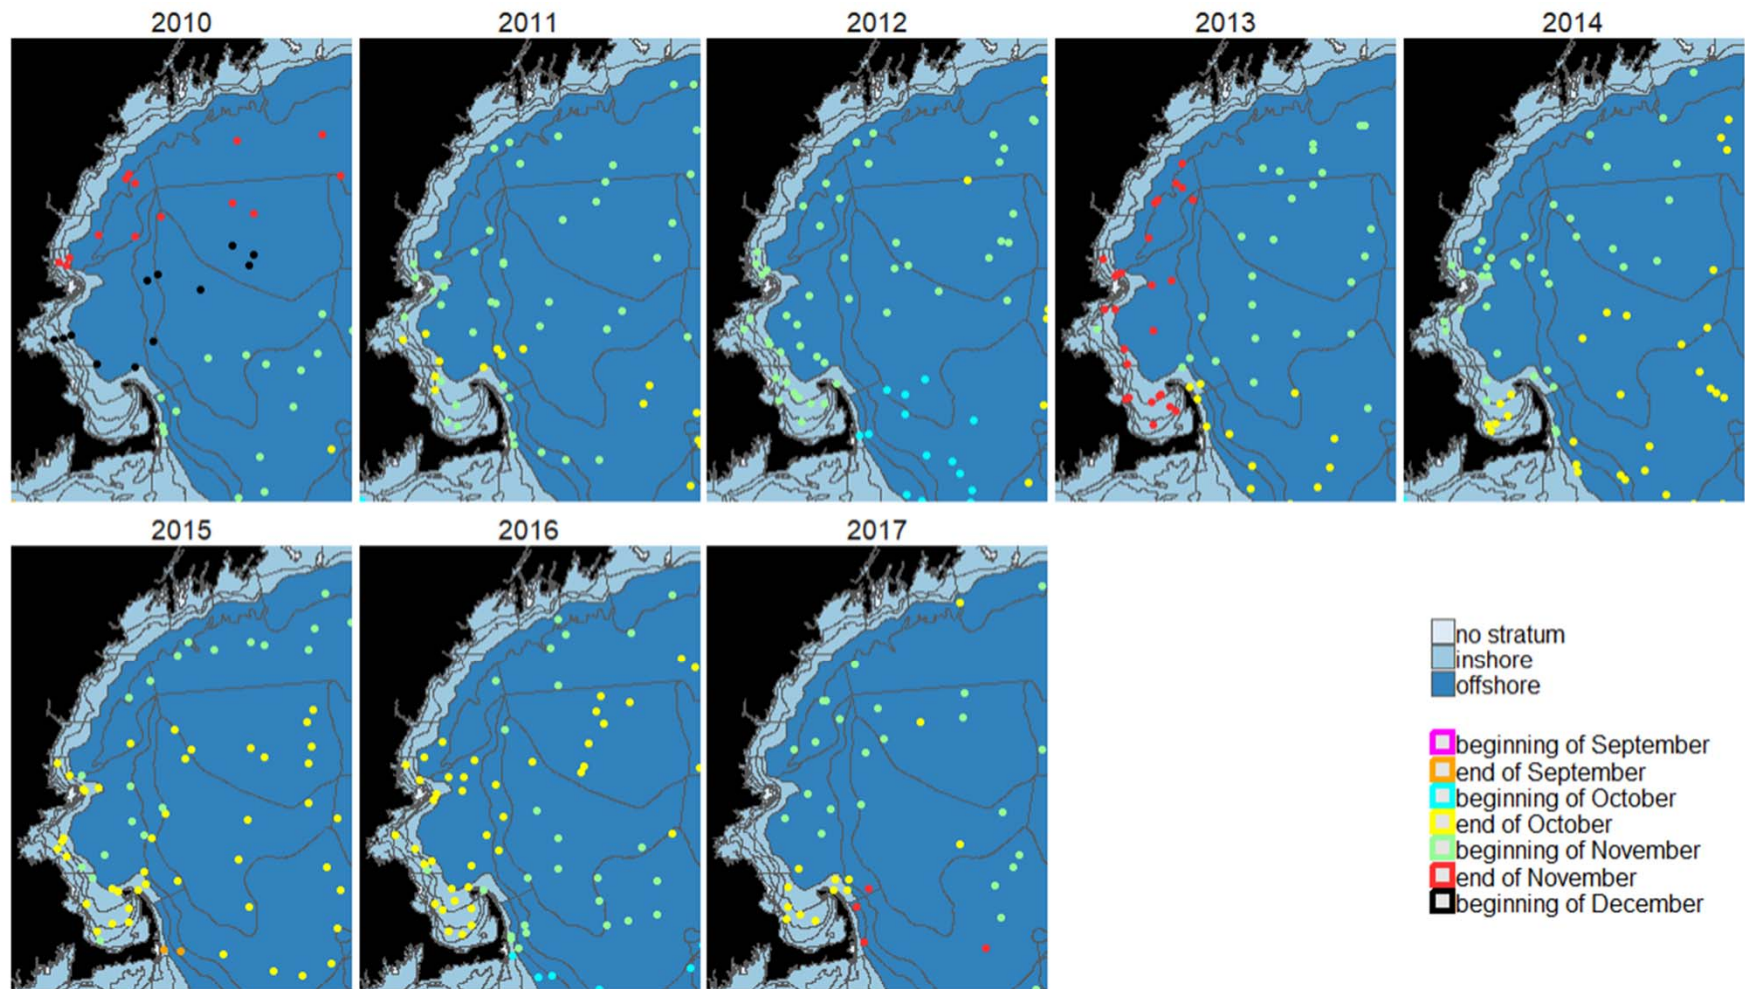 2010
2011
2012
2013
2014
2015
2016
2017
no stratum
inshore
offshore
beginning of September
end of September
beginning of October
end of October
beginning of November
end of November
beginning of December